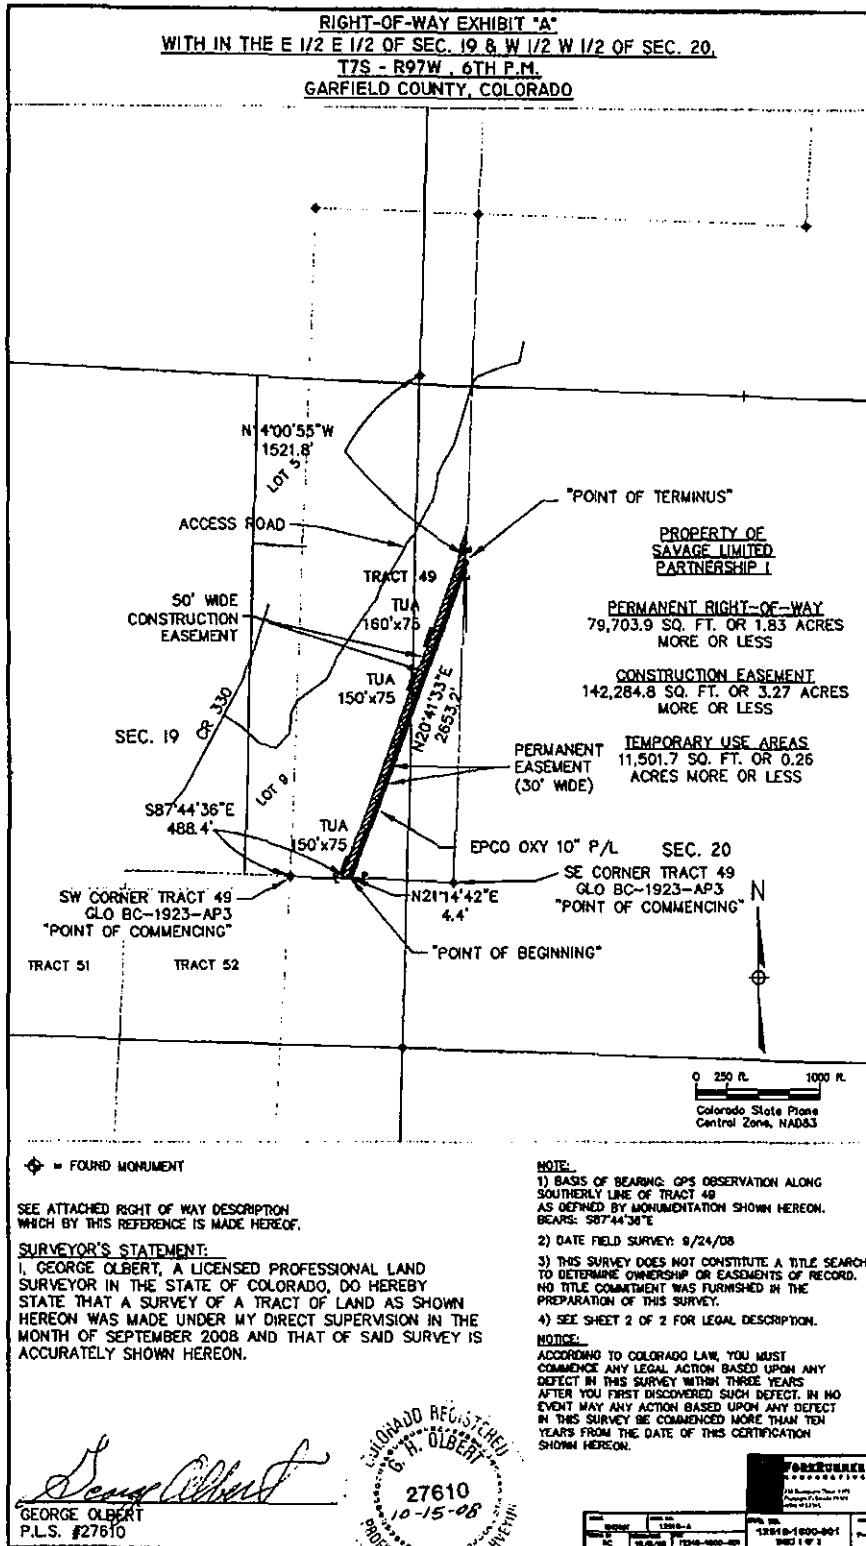 RIGHT-OF-WAY EXHIBIT "A"
WITH IN THE E 1/2 E 1/2 OF SEC. 19 & W 1/2 W 1/2 OF SEC. 20,
T7S - R97W , 6TH P.M.
GARFIELD COUNTY, COLORADO
N 4°00'55"W
1521.8'
LOT 5
"POINT OF TERMINUS"
ACCESS ROAD
PROPERTY OF
SAVAGE LIMITED
PARTNERSHIP I
TRACT 49
TUA
160'x75
50' WIDE
CONSTRUCTION
EASEMENT
PERMANENT RIGHT-OF-WAY
79,703.9 SQ. FT. OR 1.83 ACRES
MORE OR LESS
CONSTRUCTION EASEMENT
142,284.8 SQ. FT. OR 3.27 ACRES
MORE OR LESS
TUA
150'x75
N20°41'33"E
2653.2'
CR 330
SEC. 19
TEMPORARY USE AREAS
11,501.7 SQ. FT. OR 0.26
ACRES MORE OR LESS
PERMANENT
EASEMENT
(30' WIDE)
LOT 9
S87°44'36"E
488.4'
TUA
150'x75
EPCO OXY 10" P/L
SEC. 20
SW CORNER TRACT 49
GLO BC-1923-AP3
"POINT OF COMMENCING"
N21°14'42"E
4.4'
SE CORNER TRACT 49
GLO BC-1923-AP3
"POINT OF COMMENCING"
N
"POINT OF BEGINNING"
TRACT 51
TRACT 52
0 250 ft. 1000 ft.
Colorado State Plane
Central Zone, NAD83
= FOUND MONUMENT
SEE ATTACHED RIGHT OF WAY DESCRIPTION
WHICH BY THIS REFERENCE IS MADE HEREOF.
SURVEYOR'S STATEMENT:
I, GEORGE OLBERT, A LICENSED PROFESSIONAL LAND
SURVEYOR IN THE STATE OF COLORADO, DO HEREBY
STATE THAT A SURVEY OF A TRACT OF LAND AS SHOWN
HEREON WAS MADE UNDER MY DIRECT SUPERVISION IN THE
MONTH OF SEPTEMBER 2008 AND THAT OF SAID SURVEY IS
ACCURATELY SHOWN HEREON.
NOTE:
1) BASIS OF BEARING: GPS OBSERVATION ALONG
SOUTHERLY LINE OF TRACT 49
AS DEFINED BY MONUMENTATION SHOWN HEREON.
BEARS: S87°44'36"E
2) DATE FIELD SURVEY: 9/24/08
3) THIS SURVEY DOES NOT CONSTITUTE A TITLE SEARCH
TO DETERMINE OWNERSHIP OR EASEMENTS OF RECORD.
NO TITLE COMMITMENT WAS FURNISHED IN THE
PREPARATION OF THIS SURVEY.
4) SEE SHEET 2 OF 2 FOR LEGAL DESCRIPTION.
NOTICE:
ACCORDING TO COLORADO LAW, YOU MUST
COMMENCE ANY LEGAL ACTION BASED UPON ANY
DEFECT IN THIS SURVEY WITHIN THREE YEARS
AFTER YOU FIRST DISCOVERED SUCH DEFECT. IN NO
EVENT MAY ANY ACTION BASED UPON ANY DEFECT
IN THIS SURVEY BE COMMENCED MORE THAN TEN
YEARS FROM THE DATE OF THIS CERTIFICATION
SHOWN HEREON.
George Olbert
GEORGE OLBERT
P.L.S. #27610
COLORADO REGISTERED
G. H. OLBERT
27610
10-15-08
FORERUNNER
CORPORATION